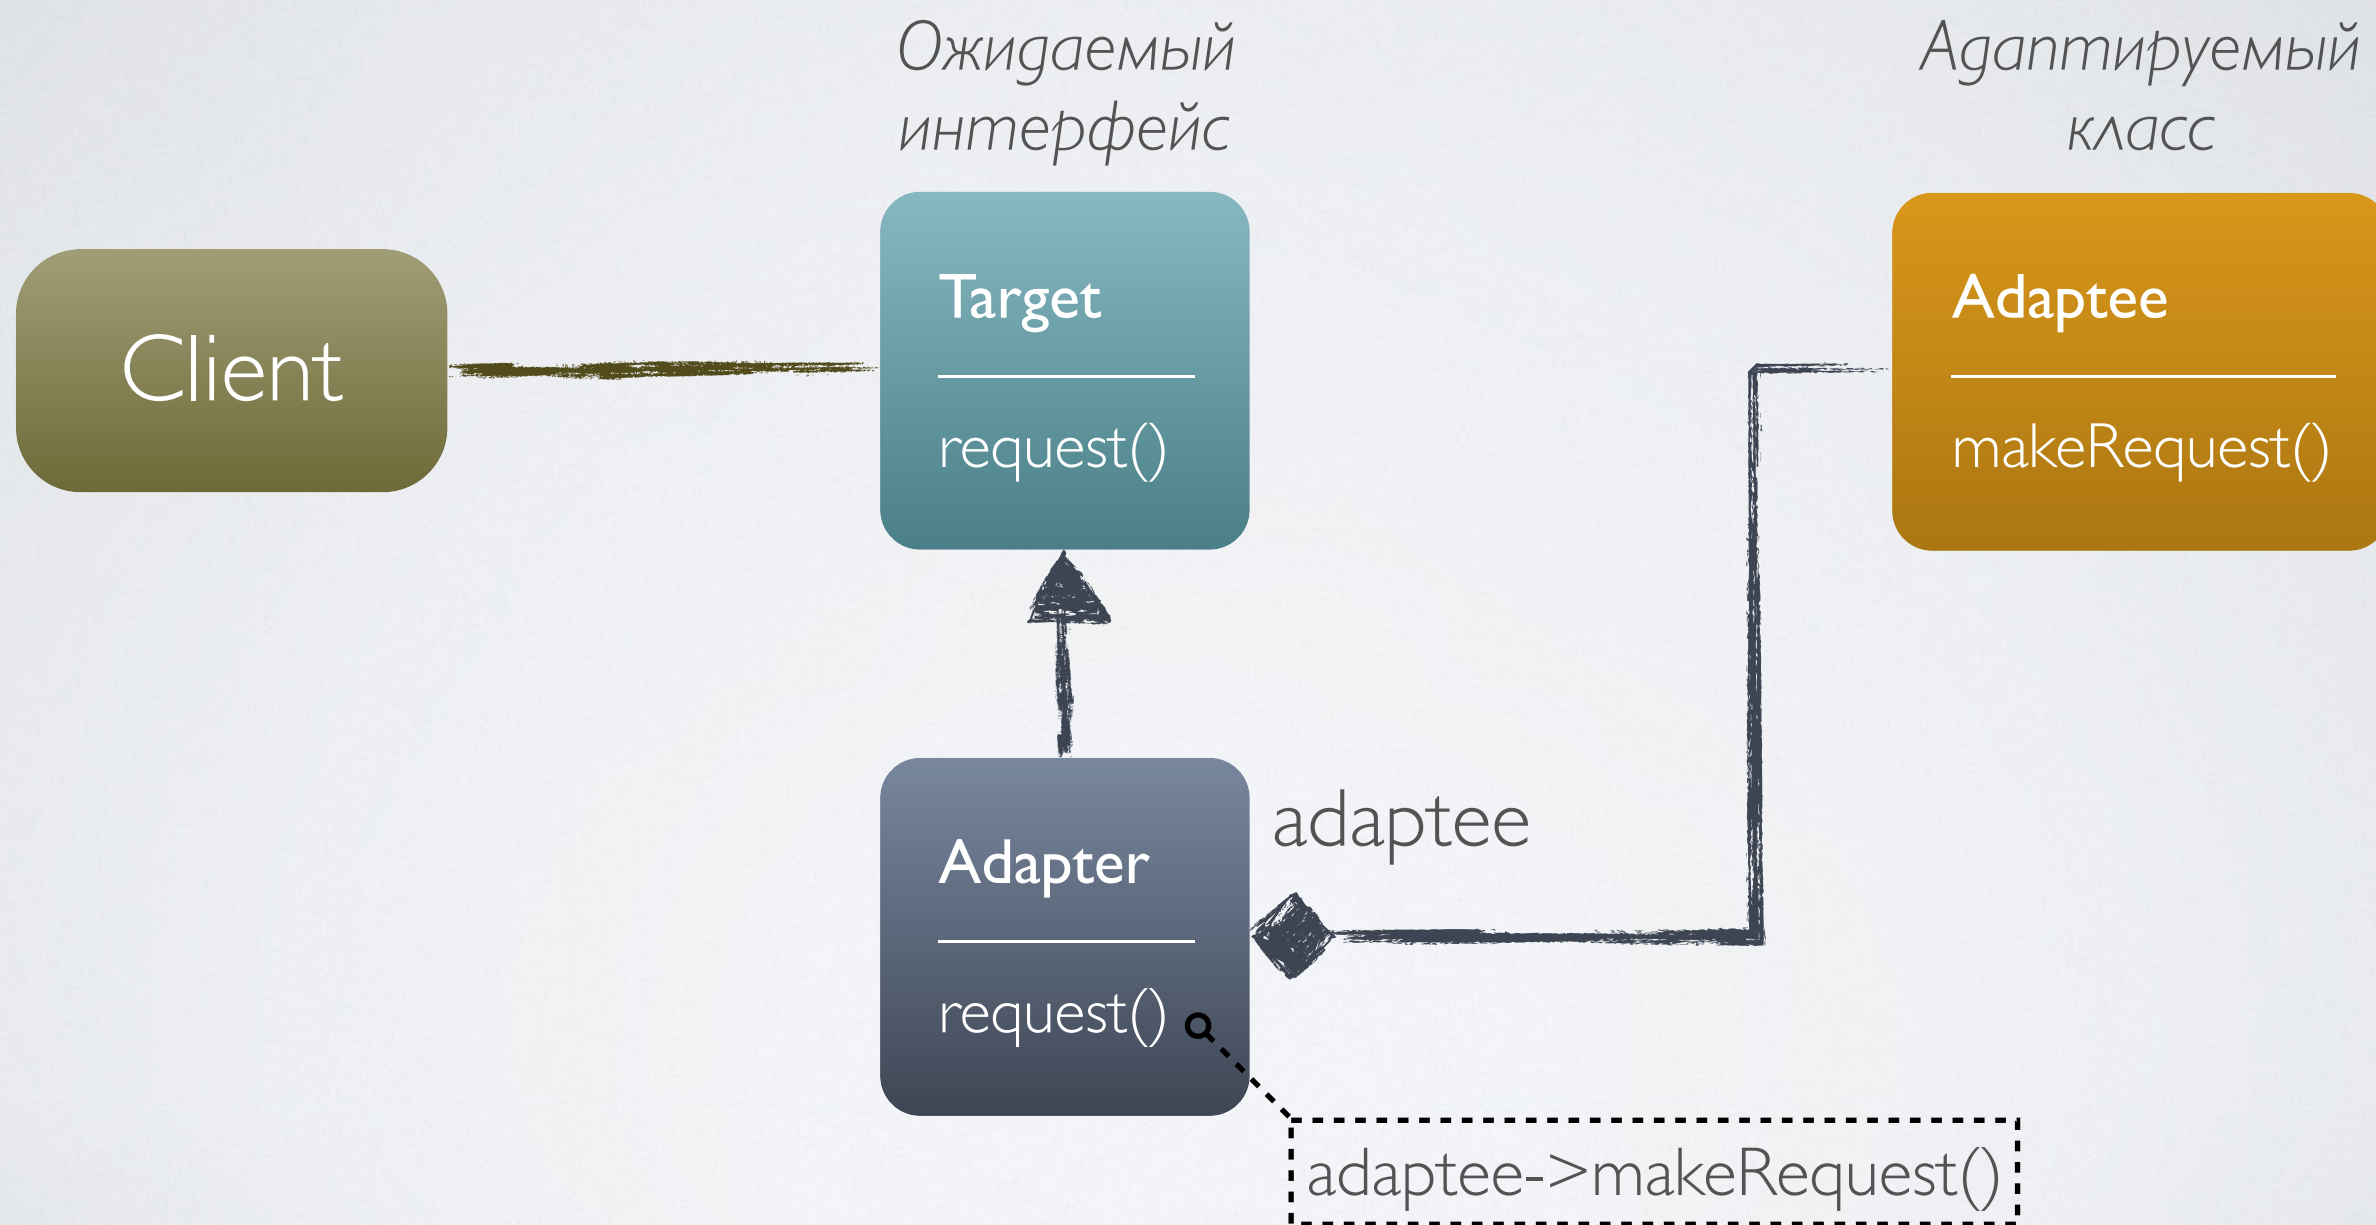 Ожидаемый
интерфейс
Адаптируемый
класс
Client
Target
request()
Adaptee
makeRequest()
Adapter
request()
adaptee
adaptee->makeRequest()